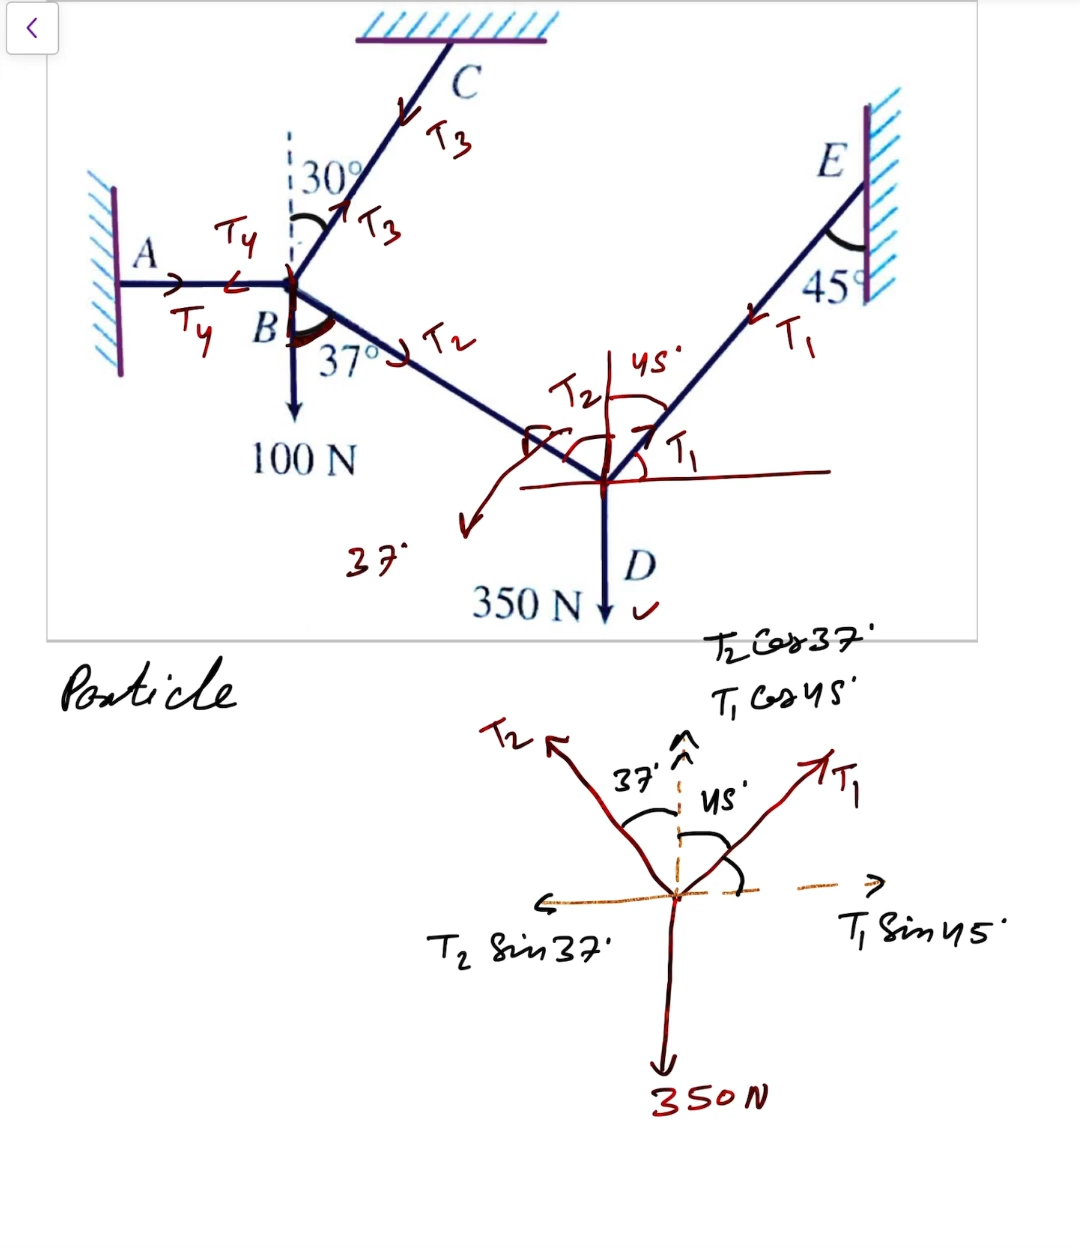 C
T3
30°
T3
E
A
T4
45°
T4
B
37°
T2
T1
45°
T2
T1
100 N
37°
D
350 N
T2 Cos37°
T1 Cos45°
Particle
T2
37°
45°
T1
T2 Sin37°
T1 Sin45°
350N